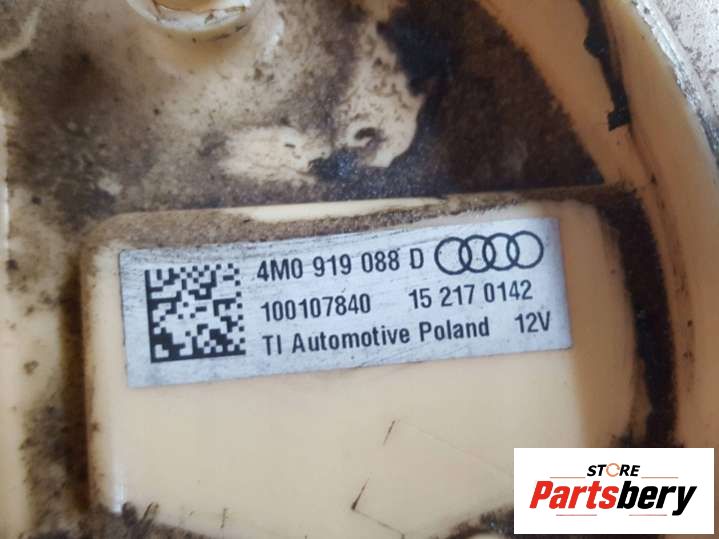 4M0 919 088 D
100107840 15 217 0142
TI Automotive Poland 12V
STORE
Partsbery